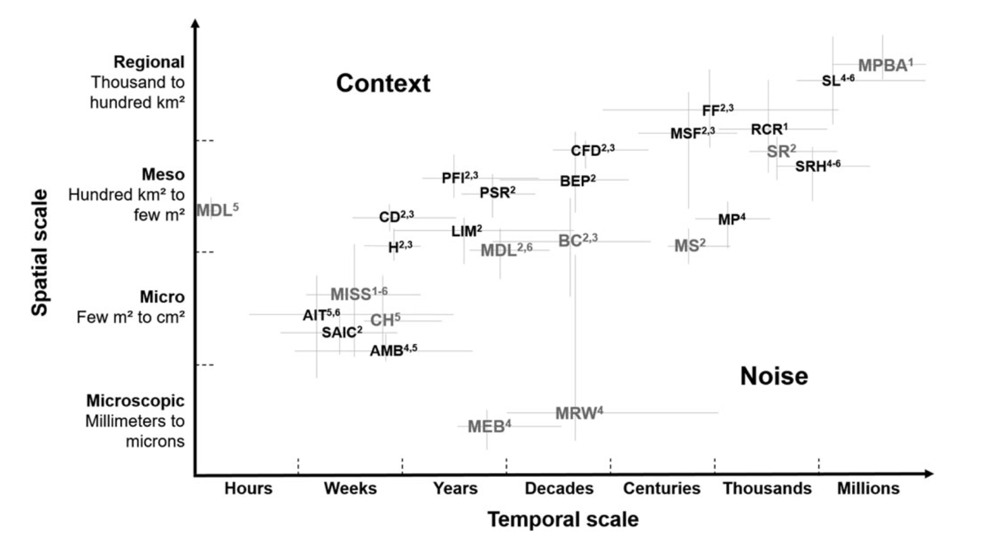 Regional
Thousand to
hundred km²
Context
MPBA¹
SL⁴⁻⁶
FF²,³
RCR¹
MSF²,³
CFD²,³
SR²
SRH⁴⁻⁶
Spatial scale
Meso
Hundred km² to
few m²
PFI²,³
BEP²
PSR²
MDL⁵
CD²,³
MP⁴
LIM²
BC²,³
H²,³
MDL²,⁶
MS²
Micro
Few m² to cm²
MISS¹⁻⁶
AIT⁵,⁶
CH⁵
SAIC²
AMB⁴,⁵
Noise
Microscopic
Millimeters to
microns
MRW⁴
MEB⁴
Hours Weeks Years Decades Centuries Thousands Millions
Temporal scale